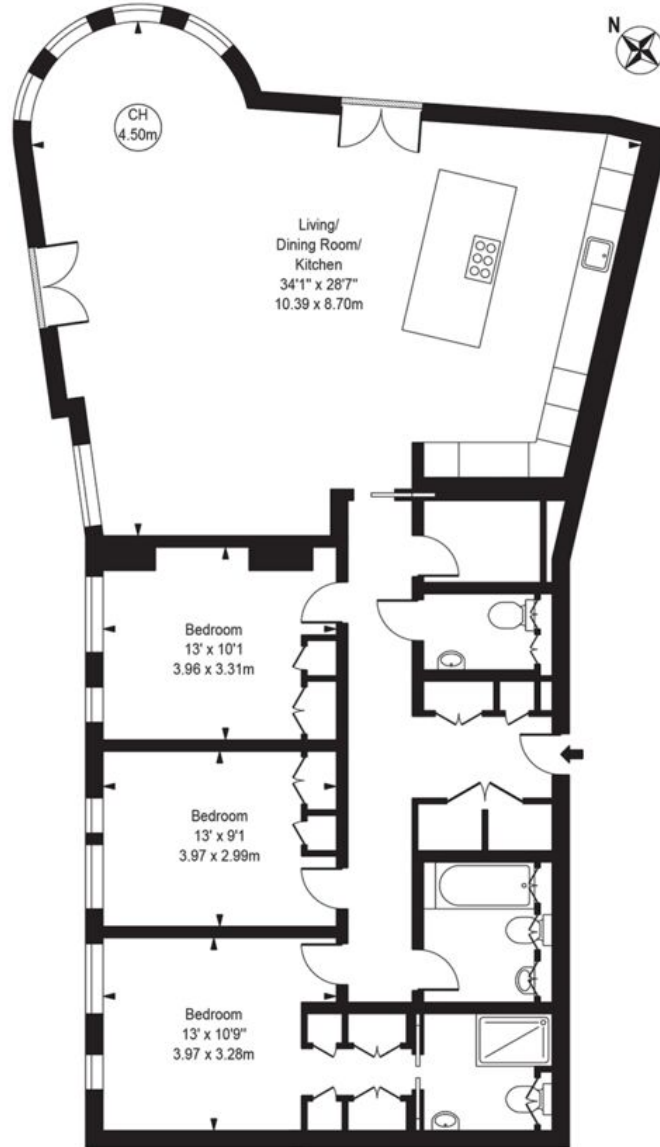 N
CH
4.50m
Living/
Dining Room/
Kitchen
34'1" x 28'7"
10.39 x 8.70m
Bedroom
13' x 10'1
3.96 x 3.31m
Bedroom
13' x 9'1
3.97 x 2.99m
Bedroom
13' x 10'9"
3.97 x 3.28m